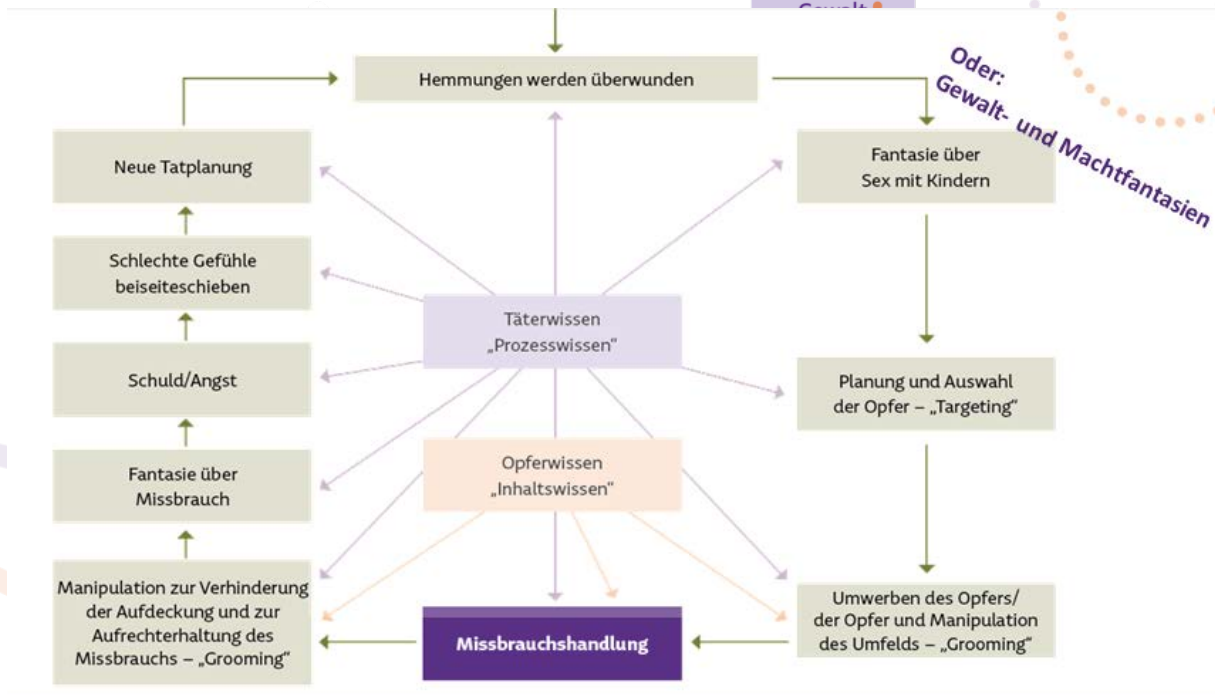 Gewalt
Oder:
Gewalt- und Machtfantasien
Hemmungen werden überwunden
Neue Tatplanung
Fantasie über
Sex mit Kindern
Schlechte Gefühle
beiseiteschieben
Täterwissen
„Prozesswissen“
Schuld/Angst
Planung und Auswahl
der Opfer – „Targeting“
Opferwissen
„Inhaltswissen“
Fantasie über
Missbrauch
Manipulation zur Verhinderung
der Aufdeckung und zur
Aufrechterhaltung des
Missbrauchs – „Grooming“
Missbrauchshandlung
Umwerben des Opfers/
der Opfer und Manipulation
des Umfelds – „Grooming“